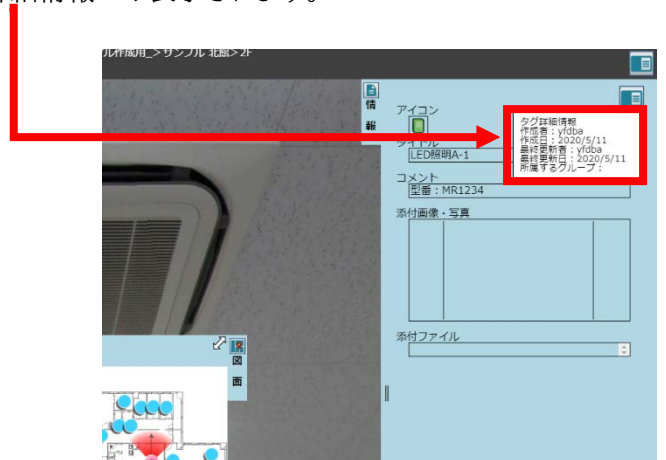 ル作成用_>サンプル 北館>2F
情
報
アイコン
タグ詳細情報
作成者：yfdba
作成日：2020/5/11
最終更新者：yfdba
最終更新日：2020/5/11
所属するグループ：
タイトル
LED照明A-1
コメント
型番：MR1234
添付画像・写真
添付ファイル
図
面